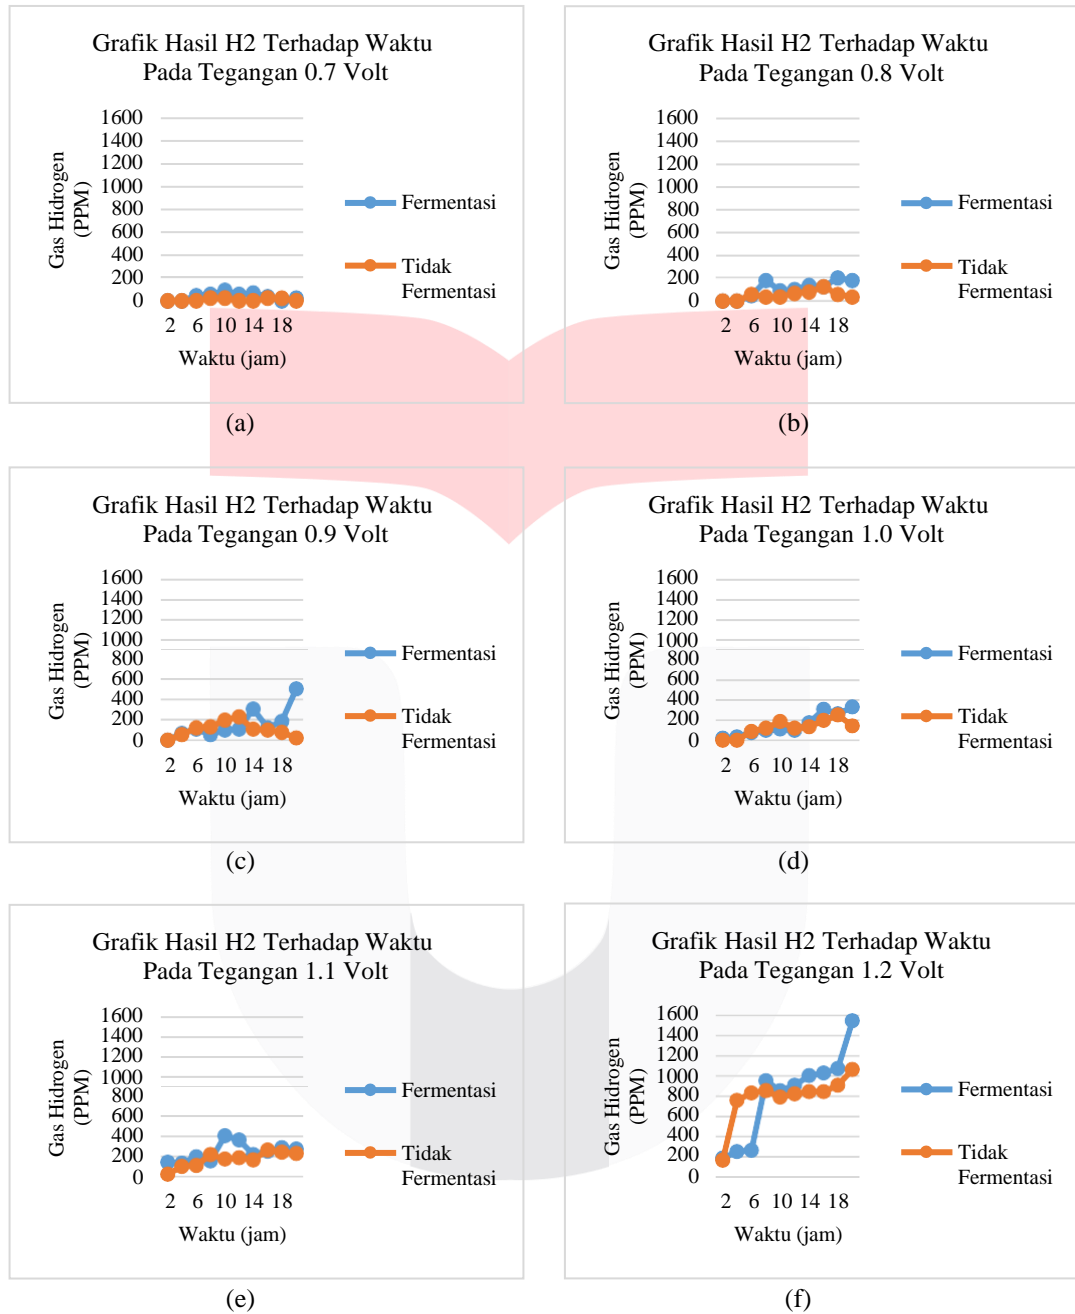 Grafik Hasil H2 Terhadap Waktu
Pada Tegangan 0.7 Volt
1600
1400
1200
1000
800
600
400
200
0
Gas Hidrogen
(PPM)
2 6 10 14 18
Waktu (jam)
Fermentasi
Tidak
Fermentasi
(a)
Grafik Hasil H2 Terhadap Waktu
Pada Tegangan 0.8 Volt
1600
1400
1200
1000
800
600
400
200
0
Gas Hidrogen
(PPM)
2 6 10 14 18
Waktu (jam)
Fermentasi
Tidak
Fermentasi
(b)
Grafik Hasil H2 Terhadap Waktu
Pada Tegangan 0.9 Volt
1600
1400
1200
1000
800
600
400
200
0
Gas Hidrogen
(PPM)
2 6 10 14 18
Waktu (jam)
Fermentasi
Tidak
Fermentasi
(c)
Grafik Hasil H2 Terhadap Waktu
Pada Tegangan 1.0 Volt
1600
1400
1200
1000
800
600
400
200
0
Gas Hidrogen
(PPM)
2 6 10 14 18
Waktu (jam)
Fermentasi
Tidak
Fermentasi
(d)
Grafik Hasil H2 Terhadap Waktu
Pada Tegangan 1.1 Volt
1600
1400
1200
1000
800
600
400
200
0
Gas Hidrogen
(PPM)
2 6 10 14 18
Waktu (jam)
Fermentasi
Tidak
Fermentasi
(e)
Grafik Hasil H2 Terhadap Waktu
Pada Tegangan 1.2 Volt
1600
1400
1200
1000
800
600
400
200
0
Gas Hidrogen
(PPM)
2 6 10 14 18
Waktu (jam)
Fermentasi
Tidak
Fermentasi
(f)